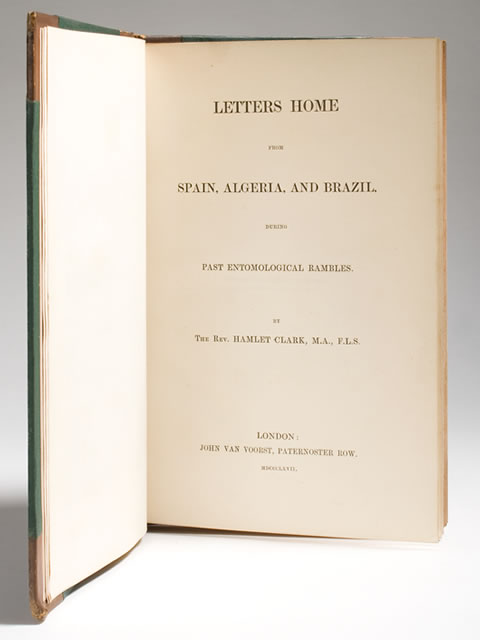 LETTERS HOME
FROM
SPAIN, ALGERIA, AND BRAZIL,
DURING
PAST ENTOMOLOGICAL RAMBLES.
BY
THE REV. HAMLET CLARK, M.A., F.L.S.
LONDON:
JOHN VAN VOORST, PATERNOSTER ROW.
MDCCCLXVII.